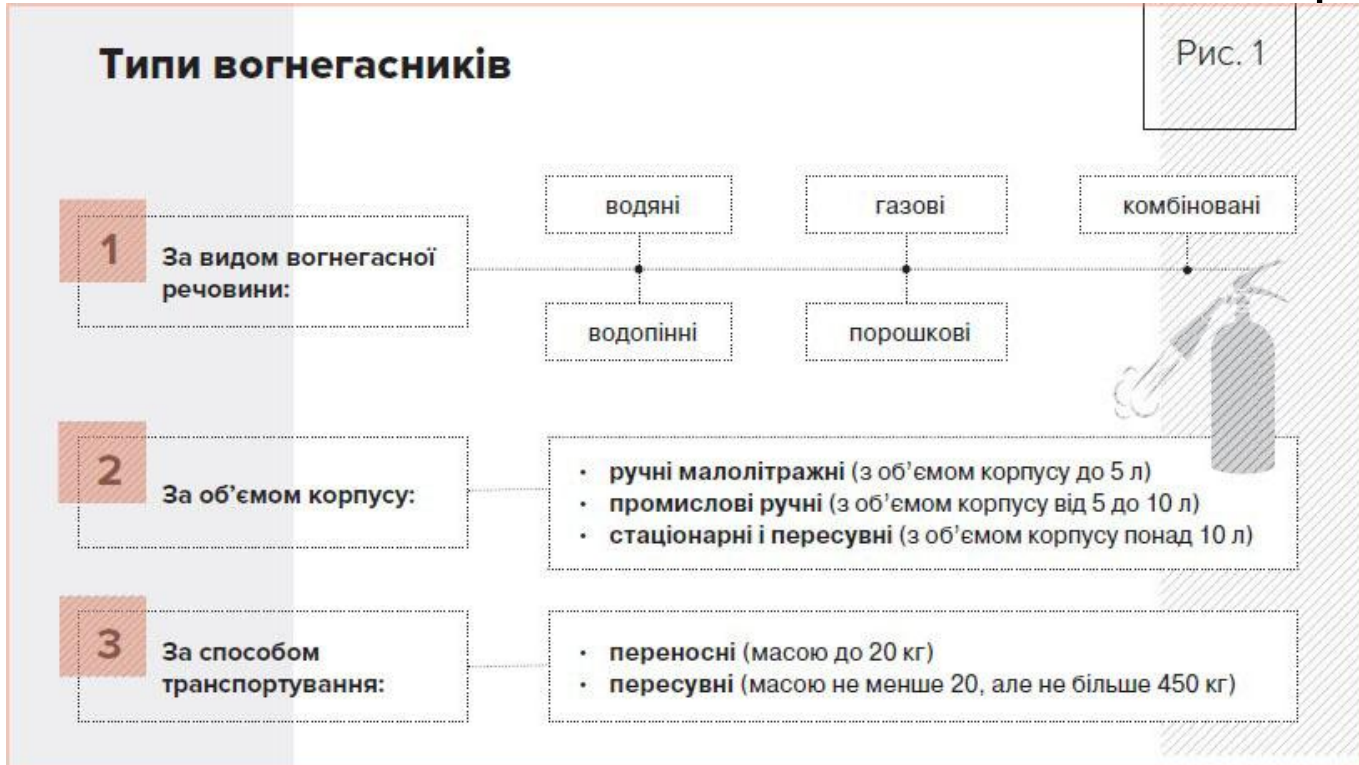 Типи вогнегасників
Рис. 1
1
За видом вогнегасної
речовини:
водяні
газові
комбіновані
водопінні
порошкові
2
За об’ємом корпусу:
• ручні малолітражні (з об’ємом корпусу до 5 л)
• промислові ручні (з об’ємом корпусу від 5 до 10 л)
• стаціонарні і пересувні (з об’ємом корпусу понад 10 л)
3
За способом
транспортування:
• переносні (масою до 20 кг)
• пересувні (масою не менше 20, але не більше 450 кг)